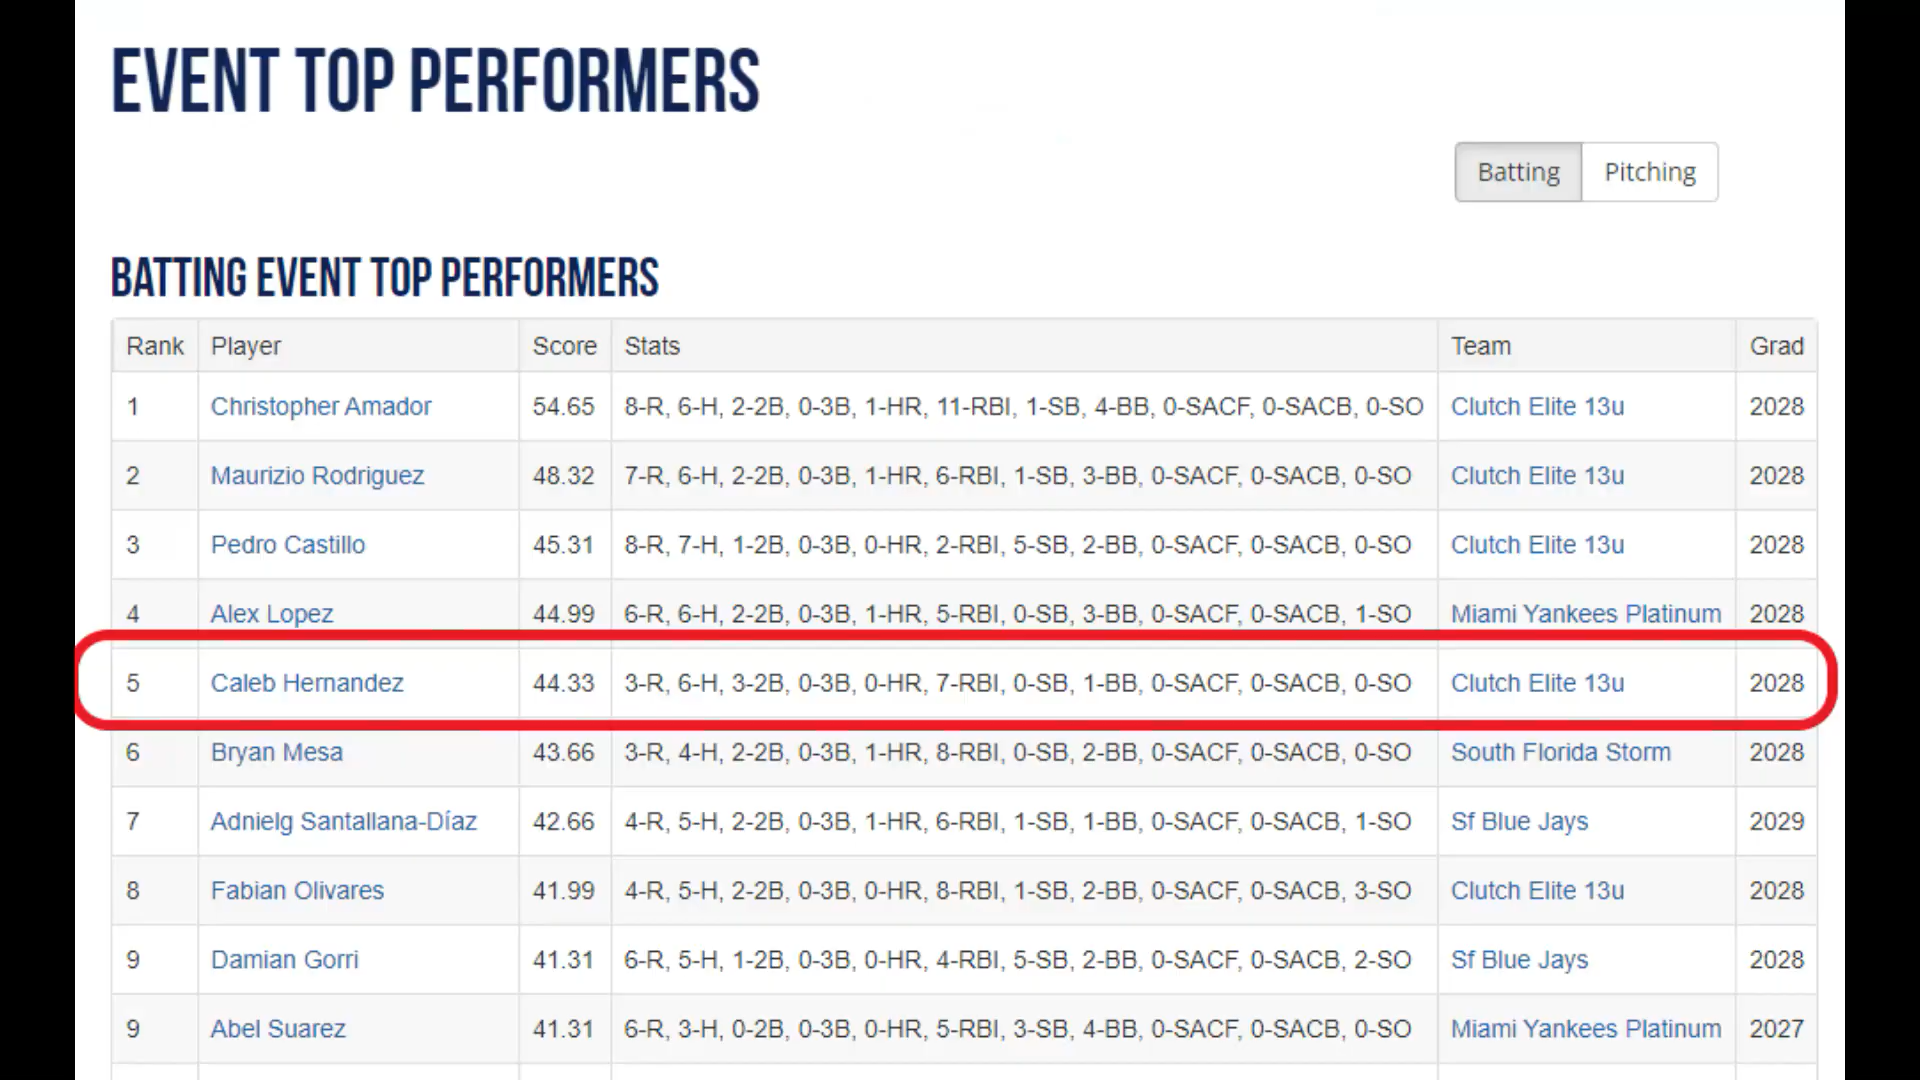 EVENT TOP PERFORMERS
Batting Pitching
BATTING EVENT TOP PERFORMERS
Rank Player Score Stats Team Grad
1 Christopher Amador 54.65 8-R, 6-H, 2-2B, 0-3B, 1-HR, 11-RBI, 1-SB, 4-BB, 0-SACF, 0-SACB, 0-SO Clutch Elite 13u 2028
2 Maurizio Rodriguez 48.32 7-R, 6-H, 2-2B, 0-3B, 1-HR, 6-RBI, 1-SB, 3-BB, 0-SACF, 0-SACB, 0-SO Clutch Elite 13u 2028
3 Pedro Castillo 45.31 8-R, 7-H, 1-2B, 0-3B, 0-HR, 2-RBI, 5-SB, 2-BB, 0-SACF, 0-SACB, 0-SO Clutch Elite 13u 2028
4 Alex Lopez 44.99 6-R, 6-H, 2-2B, 0-3B, 1-HR, 5-RBI, 0-SB, 3-BB, 0-SACF, 0-SACB, 1-SO Miami Yankees Platinum 2028
5 Caleb Hernandez 44.33 3-R, 6-H, 3-2B, 0-3B, 0-HR, 7-RBI, 0-SB, 1-BB, 0-SACF, 0-SACB, 0-SO Clutch Elite 13u 2028
6 Bryan Mesa 43.66 3-R, 4-H, 2-2B, 0-3B, 1-HR, 8-RBI, 0-SB, 2-BB, 0-SACF, 0-SACB, 0-SO South Florida Storm 2028
7 Adnielg Santallana-Díaz 42.66 4-R, 5-H, 2-2B, 0-3B, 1-HR, 6-RBI, 1-SB, 1-BB, 0-SACF, 0-SACB, 1-SO Sf Blue Jays 2029
8 Fabian Olivares 41.99 4-R, 5-H, 2-2B, 0-3B, 0-HR, 8-RBI, 1-SB, 2-BB, 0-SACF, 0-SACB, 3-SO Clutch Elite 13u 2028
9 Damian Gorri 41.31 6-R, 5-H, 1-2B, 0-3B, 0-HR, 4-RBI, 5-SB, 2-BB, 0-SACF, 0-SACB, 2-SO Sf Blue Jays 2028
9 Abel Suarez 41.31 6-R, 3-H, 0-2B, 0-3B, 0-HR, 5-RBI, 3-SB, 4-BB, 0-SACF, 0-SACB, 0-SO Miami Yankees Platinum 2027